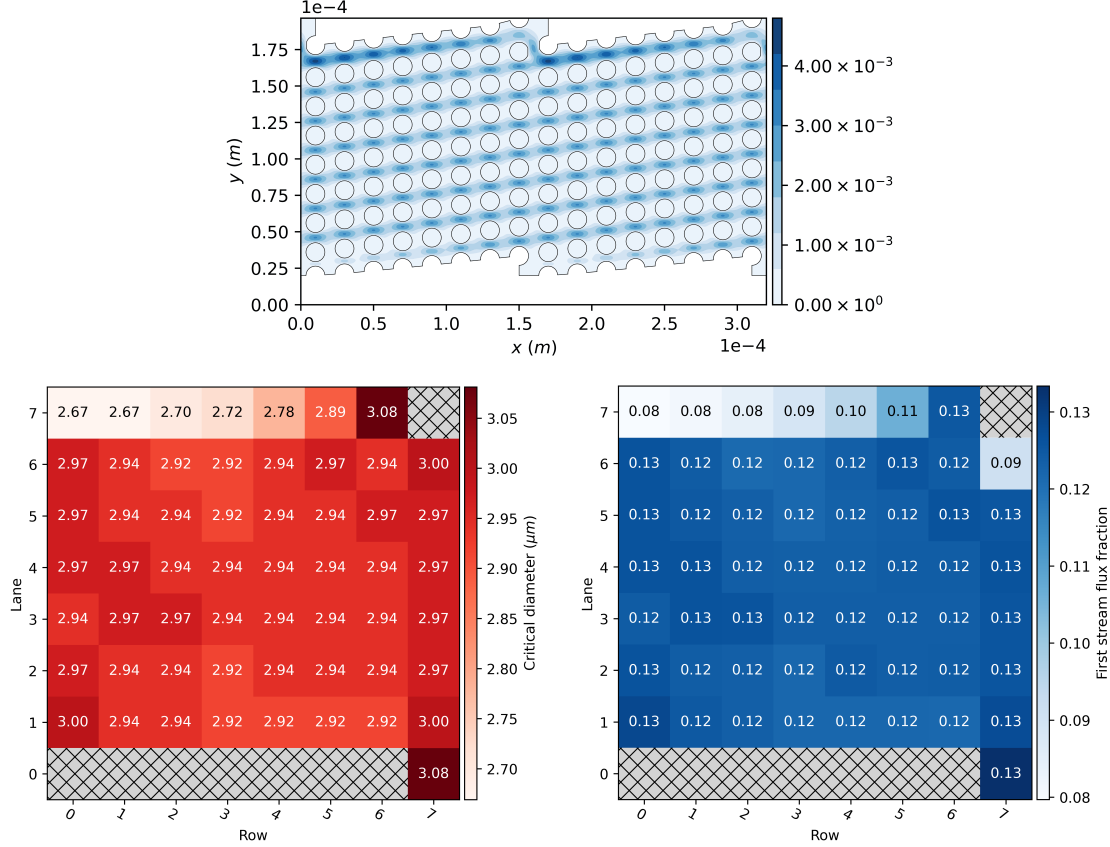 1e−4
1.75
1.50
1.25
1.00
0.75
0.50
0.25
0.00
y (m)
0.0 0.5 1.0 1.5 2.0 2.5 3.0
x (m) 1e−4
4.00 × 10⁻³
3.00 × 10⁻³
2.00 × 10⁻³
1.00 × 10⁻³
0.00 × 10⁰
7 2.67 2.67 2.70 2.72 2.78 2.89 3.08
6 2.97 2.94 2.92 2.92 2.94 2.97 2.94 3.00
5 2.97 2.94 2.94 2.92 2.94 2.94 2.97 2.97
4 2.97 2.97 2.94 2.94 2.94 2.94 2.94 2.97
3 2.94 2.97 2.97 2.94 2.94 2.94 2.94 2.97
2 2.97 2.94 2.94 2.92 2.94 2.94 2.94 2.97
1 3.00 2.94 2.94 2.92 2.92 2.92 2.92 3.00
0 3.08
Lane
0 1 2 3 4 5 6 7
Row
3.05
3.00
2.95
2.90
2.85
2.80
2.75
2.70
Critical diameter (μm)
7 0.08 0.08 0.08 0.09 0.10 0.11 0.13
6 0.13 0.12 0.12 0.12 0.12 0.13 0.12 0.09
5 0.13 0.12 0.12 0.12 0.12 0.12 0.13 0.13
4 0.13 0.13 0.12 0.12 0.12 0.12 0.12 0.13
3 0.12 0.13 0.13 0.12 0.12 0.12 0.12 0.13
2 0.13 0.12 0.12 0.12 0.12 0.12 0.12 0.13
1 0.13 0.12 0.12 0.12 0.12 0.12 0.12 0.13
0 0.13
Lane
0 1 2 3 4 5 6 7
Row
0.13
0.12
0.11
0.10
0.09
0.08
First stream flux fraction